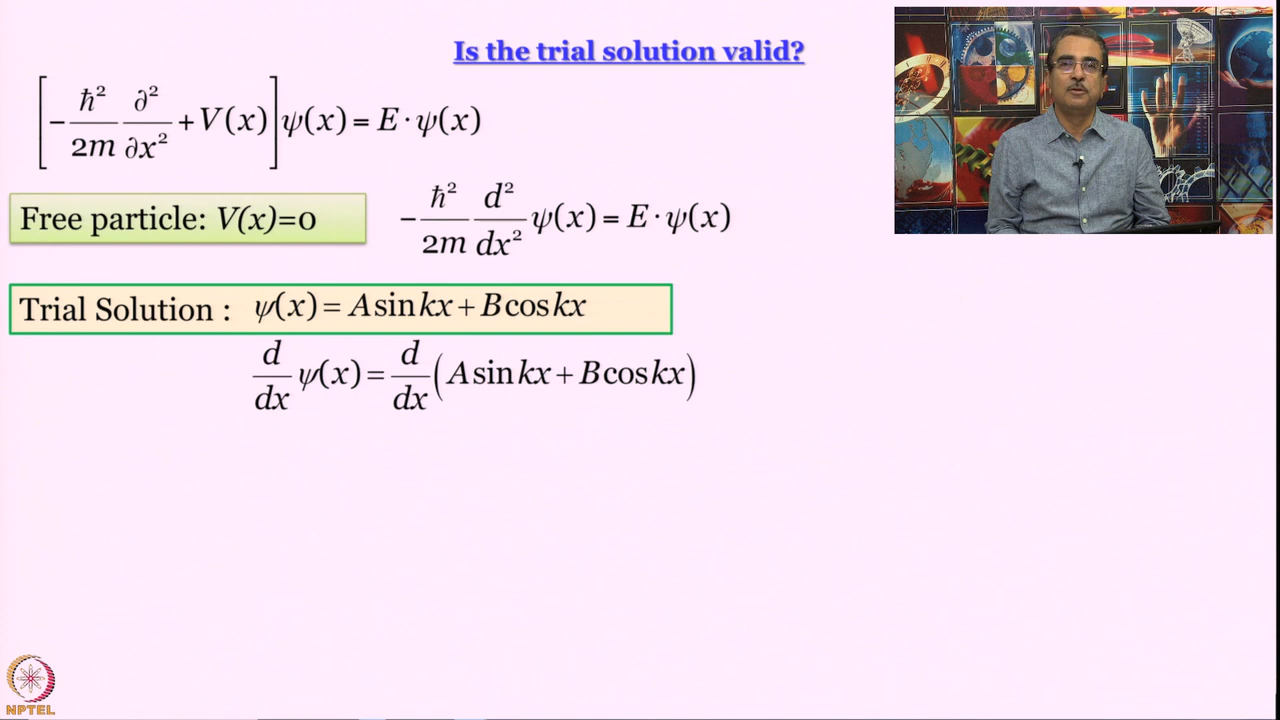 Is the trial solution valid?
[-ħ²/2m ∂²/∂x² + V(x)]ψ(x) = E·ψ(x)
Free particle: V(x)=0
-ħ²/2m d²/dx² ψ(x) = E·ψ(x)
Trial Solution : ψ(x) = A sin kx + B cos kx
d/dx ψ(x) = d/dx (A sin kx + B cos kx)
NPTEL